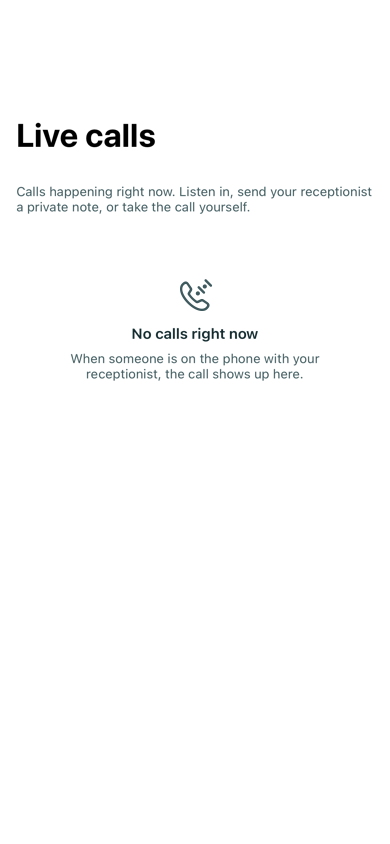 Live calls
Calls happening right now. Listen in, send your receptionist
a private note, or take the call yourself.
No calls right now
When someone is on the phone with your
receptionist, the call shows up here.